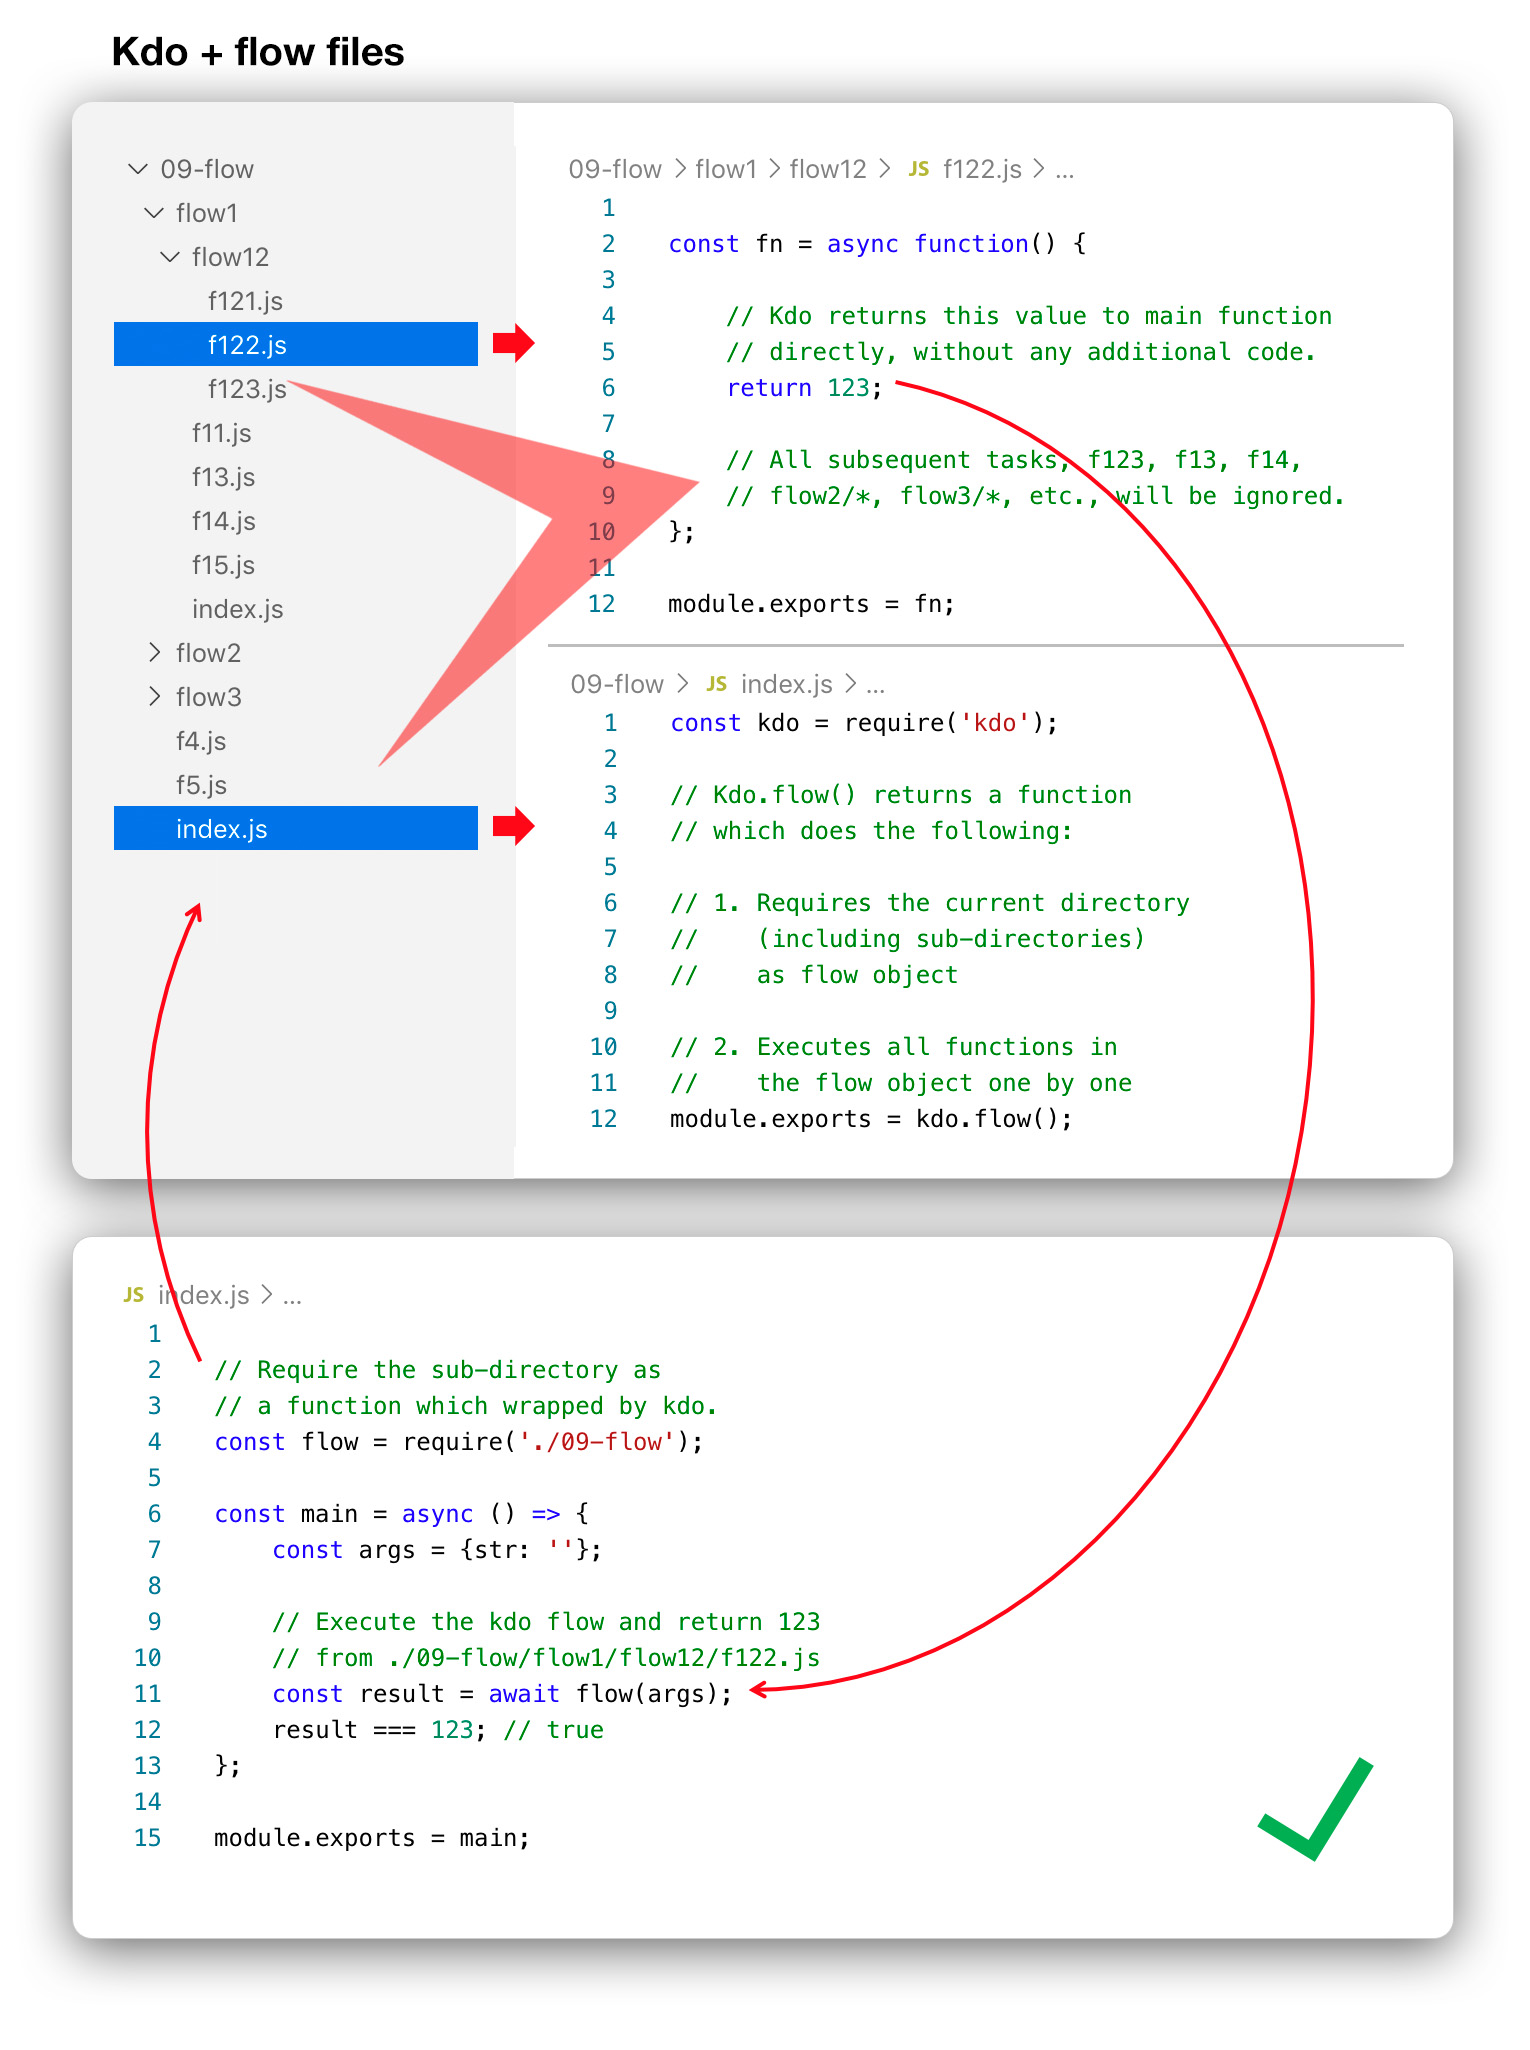 Kdo + flow files
09-flow
flow1
flow12
f121.js
f122.js
f123.js
f11.js
f13.js
f14.js
f15.js
index.js
flow2
flow3
f4.js
f5.js
index.js
09-flow > flow1 > flow12 > JS f122.js > ...
1
2 const fn = async function() {
3
4 // Kdo returns this value to main function
5 // directly, without any additional code.
6 return 123;
7
8 // All subsequent tasks, f123, f13, f14,
9 // flow2/*, flow3/*, etc., will be ignored.
10 };
11
12 module.exports = fn;
09-flow > JS index.js > ...
1 const kdo = require('kdo');
2
3 // Kdo.flow() returns a function
4 // which does the following:
5
6 // 1. Requires the current directory
7 // (including sub-directories)
8 // as flow object
9
10 // 2. Executes all functions in
11 // the flow object one by one
12 module.exports = kdo.flow();
JS index.js > ...
1
2 // Require the sub-directory as
3 // a function which wrapped by kdo.
4 const flow = require('./09-flow');
5
6 const main = async () => {
7 const args = {str: ''};
8
9 // Execute the kdo flow and return 123
10 // from ./09-flow/flow1/flow12/f122.js
11 const result = await flow(args);
12 result === 123; // true
13 };
14
15 module.exports = main;